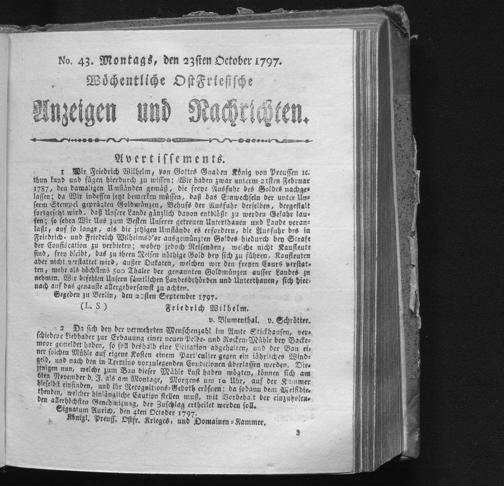 No. 43. Montags, den 23sten October 1797.
Wöchentliche OstFriesische
Anzeigen und Nachrichten.
Avertissements.
1 Wir Friedrich Wilhelm, von Gottes Gnaden König von Preussen ꝛc.
thun kund und fügen hierdurch zu wissen: Wir haben zwar unterm 21sten Februar
1787, den damaligen Umständen gemäß, die freye Ausfuhr des Goldes nachge-
lassen; da Wir indessen jetzt bemerken müssen, daß das Einwechseln der unter Un-
serm Stempel geprägten Goldmünzen, Behufs der Ausfuhr derselben, dergestalt
fortgesetzt wird, daß Unsere Lande gänzlich davon entblößt zu werden Gefahr lau-
fen; so sehen Wir Uns zum Besten Unserer getreuen Unterthanen und Lande veran-
laßt, auf so lange, als die jetzigen Umstände es erfordern, die Ausfuhr des in
Friedrich- und Friedrich Wilhelmsd'or ausgemünzten Goldes hiedurch bey Strafe
der Confiscation zu verbieten; wobey jedoch Reisenden, welche nicht Kaufleute
sind, frey bleibt, das zu ihren Reisen nöthige Gold bey sich zu führen. Kaufleuten
aber nicht verstattet wird, ausser Dukaten, welchen wir den freyen Cours verstat-
ten, mehr als höchstens 500 Thaler der genannten Goldmünzen ausser Landes zu
nehmen. Wir befehlen Unsern sämtlichen Landesbehörden und Unterthanen, sich hier-
nach auf das genauste allergehorsamst zu achten.
Gegeben zu Berlin, den 27sten September 1797.
(L. S.) Friedrich Wilhelm.
v. Blumenthal. v. Schrötter.
2 Da sich bey der vermehrten Menschenzahl im Amte Stickhausen, ver-
schiedene Liebhaber zur Erbauung einer neuen Pelde- und Rocken-Mühle bey Backe-
moor gemeldet haben, so soll deshalb eine Licitation abgehalten, und der Bau ei-
ner solchen Mühle auf eigene Kosten einem Particulier gegen ein jährliches Wind-
geld, und nach den in Termino vorzulegenden Conditionen überlassen werden. Die-
jenigen nun, welche zum Bau dieser Mühle Lust haben mögten, können sich am
6ten November d. J. als am Montage, Morgens um 10 Uhr, auf der Kammer
hieselbst einfinden, und ihr Recognitions-Geboth eröfnen: da sodann dem Meistbie-
thenden, welcher hinlängliche Caution stellen muß, mit Vorbehalt der einzuholen-
den allerhöchsten Genehmigung, der Zuschlag ertheilet werden soll.
Signatum Aurich, den 4ten October 1797.
Königl. Preuss. Ostfr. Krieges- und Domainen-Kammer.